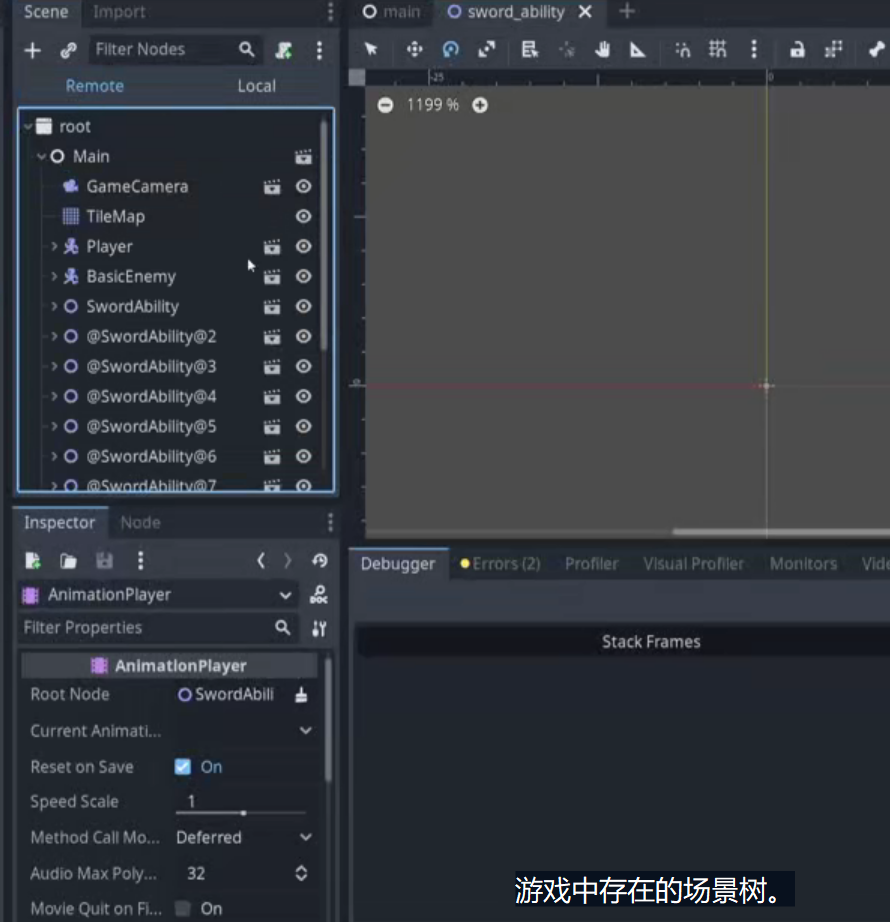 Scene Import
main sword_ability
Filter Nodes
Remote Local
-25 0
1199 %
root
Main
GameCamera
TileMap
Player
BasicEnemy
SwordAbility
@SwordAbility@2
@SwordAbility@3
@SwordAbility@4
@SwordAbility@5
@SwordAbility@6
@SwordAbility@7
0
Inspector Node
AnimationPlayer
Filter Properties
AnimationPlayer
Root Node SwordAbili
Current Animati...
Reset on Save On
Speed Scale 1
Method Call Mo... Deferred
Audio Max Poly... 32
Movie Quit on Fi... On
Debugger Errors (2) Profiler Visual Profiler Monitors Vide
Stack Frames
游戏中存在的场景树。